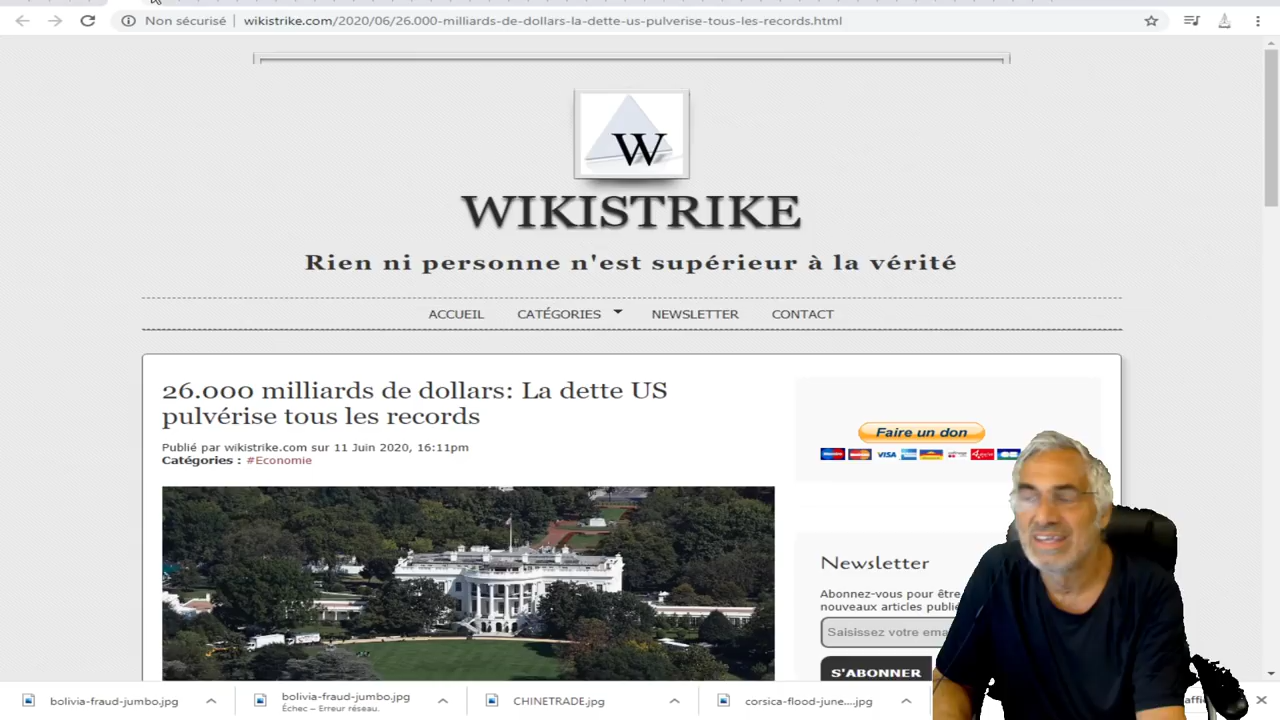 Non sécurisé | wikistrike.com/2020/06/26.000-milliards-de-dollars-la-dette-us-pulverise-tous-les-records.html
W
WIKISTRIKE
Rien ni personne n'est supérieur à la vérité
ACCUEIL CATÉGORIES NEWSLETTER CONTACT
26.000 milliards de dollars: La dette US
pulvérise tous les records
Publié par wikistrike.com sur 11 Juin 2020, 16:11pm
Catégories : #Economie
Faire un don
VISA
Newsletter
Abonnez-vous pour être
nouveaux articles publié
Saisissez votre ema
S'ABONNER
bolivia-fraud-jumbo.jpg
bolivia-fraud-jumbo.jpg
Échec – Erreur réseau.
CHINETRADE.jpg
corsica-flood-june....jpg